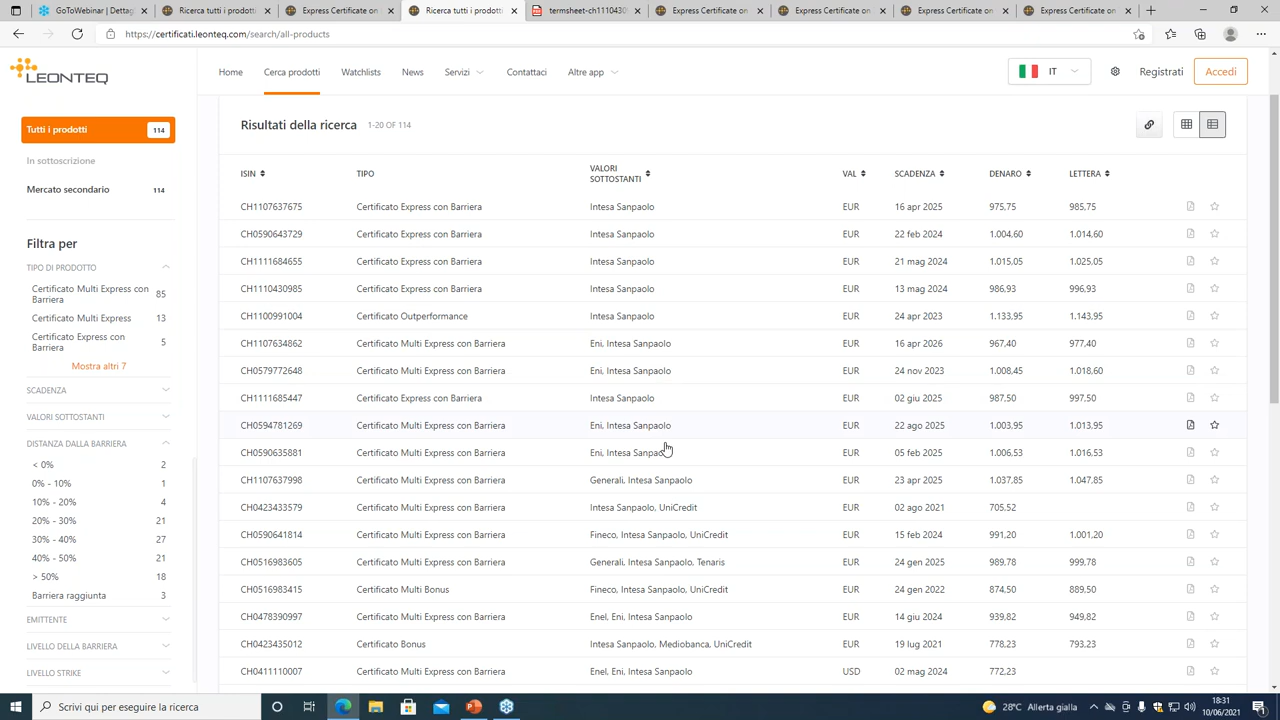 GoToWebinar | Dettag
Ricerca tutti i prodotti
Express Certificate on
Ricerca tutti i prodotti
termsheet-ch1110430
Express Certificate on
Express Certificate on
Express Certificate on
Express Certificate on
https://certificati.leonteq.com/search/all-products
LEONTEQ
Home
Cerca prodotti
Watchlists
News
Servizi
Contattaci
Altre app
IT
Registrati
Accedi
Tutti i prodotti 114
In sottoscrizione
Mercato secondario 114
Filtra per
TIPO DI PRODOTTO
Certificato Multi Express con
Barriera 85
Certificato Multi Express 13
Certificato Express con
Barriera 5
Mostra altri 7
SCADENZA
VALORI SOTTOSTANTI
DISTANZA DALLA BARRIERA
< 0% 2
0% - 10% 1
10% - 20% 4
20% - 30% 21
30% - 40% 27
40% - 50% 21
> 50% 18
Barriera raggiunta 3
EMITTENTE
LIVELLO DELLA BARRIERA
LIVELLO STRIKE
Risultati della ricerca 1-20 OF 114
ISIN TIPO VALORI SOTTOSTANTI VAL SCADENZA DENARO LETTERA
CH1107637675 Certificato Express con Barriera Intesa Sanpaolo EUR 16 apr 2025 975,75 985,75
CH0590643729 Certificato Express con Barriera Intesa Sanpaolo EUR 22 feb 2024 1.004,60 1.014,60
CH1111684655 Certificato Express con Barriera Intesa Sanpaolo EUR 21 mag 2024 1.015,05 1.025,05
CH1110430985 Certificato Express con Barriera Intesa Sanpaolo EUR 13 mag 2024 986,93 996,93
CH1100991004 Certificato Outperformance Intesa Sanpaolo EUR 24 apr 2023 1.133,95 1.143,95
CH1107634862 Certificato Multi Express con Barriera Eni, Intesa Sanpaolo EUR 16 apr 2026 967,40 977,40
CH0579772648 Certificato Multi Express con Barriera Eni, Intesa Sanpaolo EUR 24 nov 2023 1.008,45 1.018,60
CH1111685447 Certificato Express con Barriera Intesa Sanpaolo EUR 02 giu 2025 987,50 997,50
CH0594781269 Certificato Multi Express con Barriera Eni, Intesa Sanpaolo EUR 22 ago 2025 1.003,95 1.013,95
CH0590635881 Certificato Multi Express con Barriera Eni, Intesa Sanpaolo EUR 05 feb 2025 1.006,53 1.016,53
CH1107637998 Certificato Multi Express con Barriera Generali, Intesa Sanpaolo EUR 23 apr 2025 1.037,85 1.047,85
CH0423433579 Certificato Multi Express con Barriera Intesa Sanpaolo, UniCredit EUR 02 ago 2021 705,52
CH0590641814 Certificato Multi Express con Barriera Fineco, Intesa Sanpaolo, UniCredit EUR 15 feb 2024 991,20 1.001,20
CH0516983605 Certificato Multi Express con Barriera Generali, Intesa Sanpaolo, Tenaris EUR 24 gen 2025 989,78 999,78
CH0516983415 Certificato Multi Bonus Fineco, Intesa Sanpaolo, UniCredit EUR 24 gen 2022 874,50 889,50
CH0478390997 Certificato Multi Express con Barriera Enel, Eni, Intesa Sanpaolo EUR 14 giu 2024 939,82 949,82
CH0423435012 Certificato Bonus Intesa Sanpaolo, Mediobanca, UniCredit EUR 19 lug 2021 778,23 793,23
CH0411110007 Certificato Multi Express con Barriera Enel, Eni, Intesa Sanpaolo USD 02 mag 2024 772,23
Scrivi qui per eseguire la ricerca
28°C Allerta gialla
18:31
10/06/2021